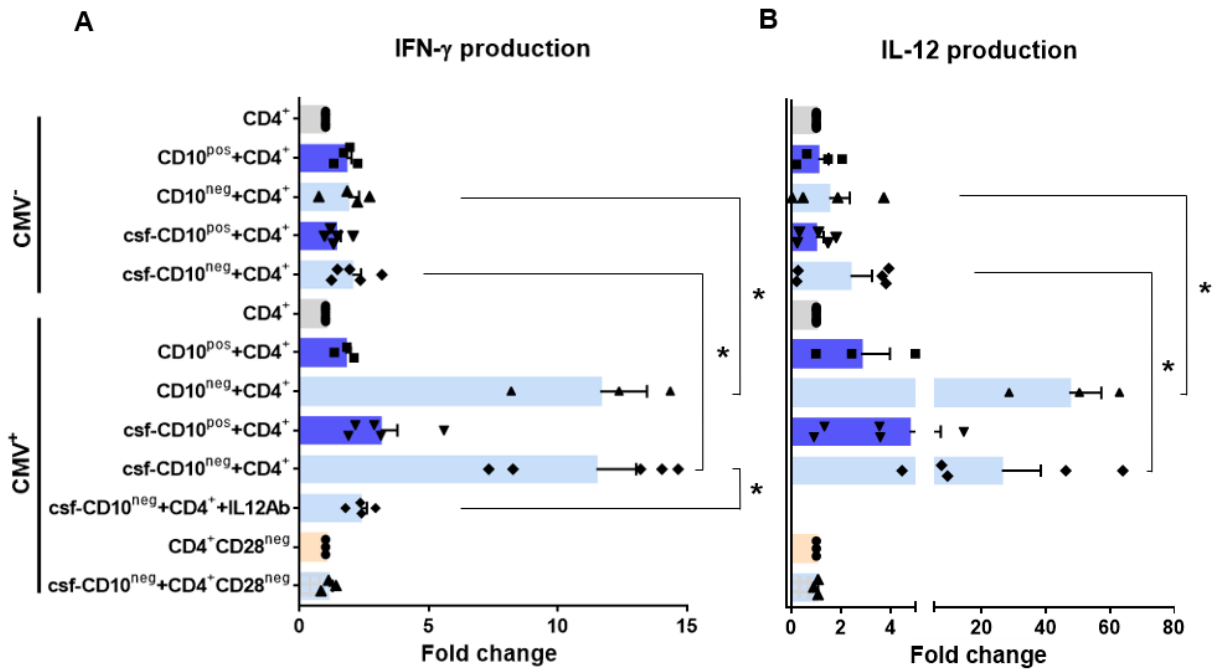 A
B
IFN-γ production
IL-12 production
CMV⁻
CD4⁺
CD10ᵖᵒˢ+CD4⁺
CD10ⁿᵉᵍ+CD4⁺
csf-CD10ᵖᵒˢ+CD4⁺
csf-CD10ⁿᵉᵍ+CD4⁺
CMV⁺
CD4⁺
CD10ᵖᵒˢ+CD4⁺
CD10ⁿᵉᵍ+CD4⁺
csf-CD10ᵖᵒˢ+CD4⁺
csf-CD10ⁿᵉᵍ+CD4⁺
csf-CD10ⁿᵉᵍ+CD4⁺+IL12Ab
CD4⁺CD28ⁿᵉᵍ
csf-CD10ⁿᵉᵍ+CD4⁺CD28ⁿᵉᵍ
*
*
*
*
*
0 5 10 15
Fold change
0 2 4 20 40 60 80
Fold change